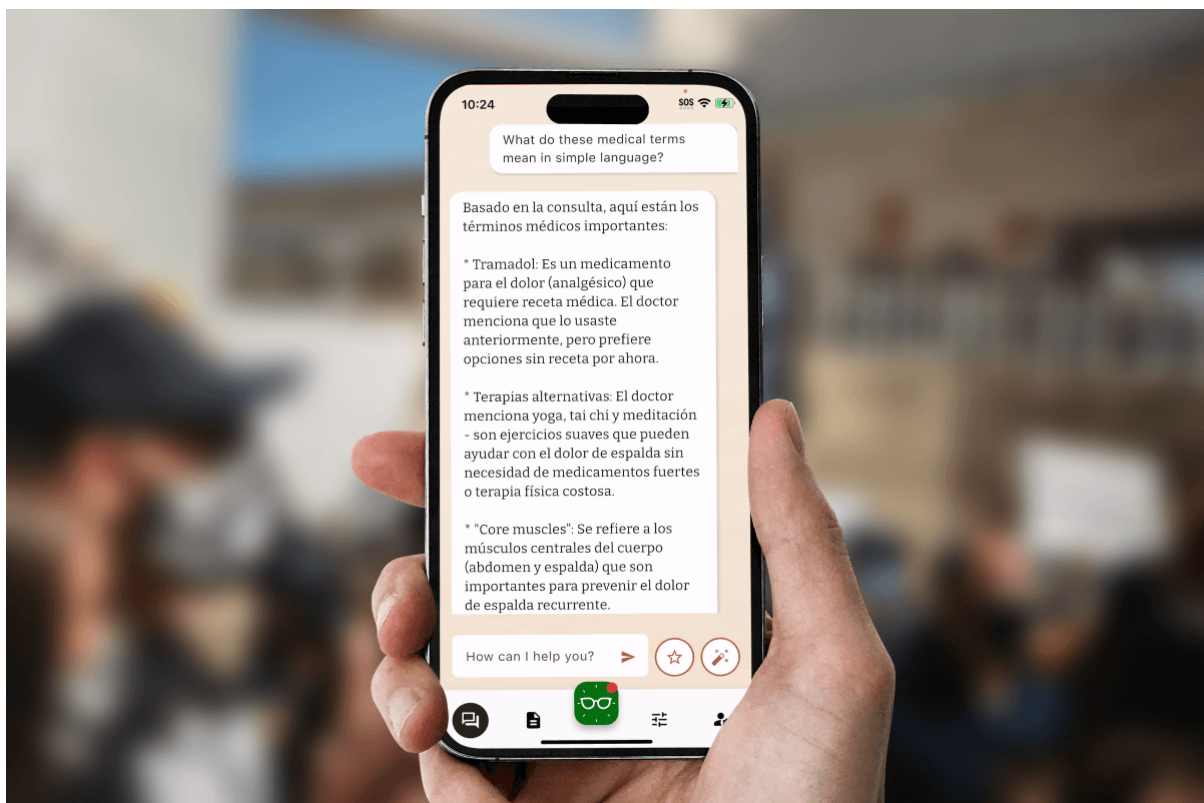 10:24
SOS
What do these medical terms
mean in simple language?
Basado en la consulta, aquí están los
términos médicos importantes:
* Tramadol: Es un medicamento
para el dolor (analgésico) que
requiere receta médica. El doctor
menciona que lo usaste
anteriormente, pero prefiere
opciones sin receta por ahora.
* Terapias alternativas: El doctor
menciona yoga, tai chi y meditación
- son ejercicios suaves que pueden
ayudar con el dolor de espalda sin
necesidad de medicamentos fuertes
o terapia física costosa.
* "Core muscles": Se refiere a los
músculos centrales del cuerpo
(abdomen y espalda) que son
importantes para prevenir el dolor
de espalda recurrente.
How can I help you?